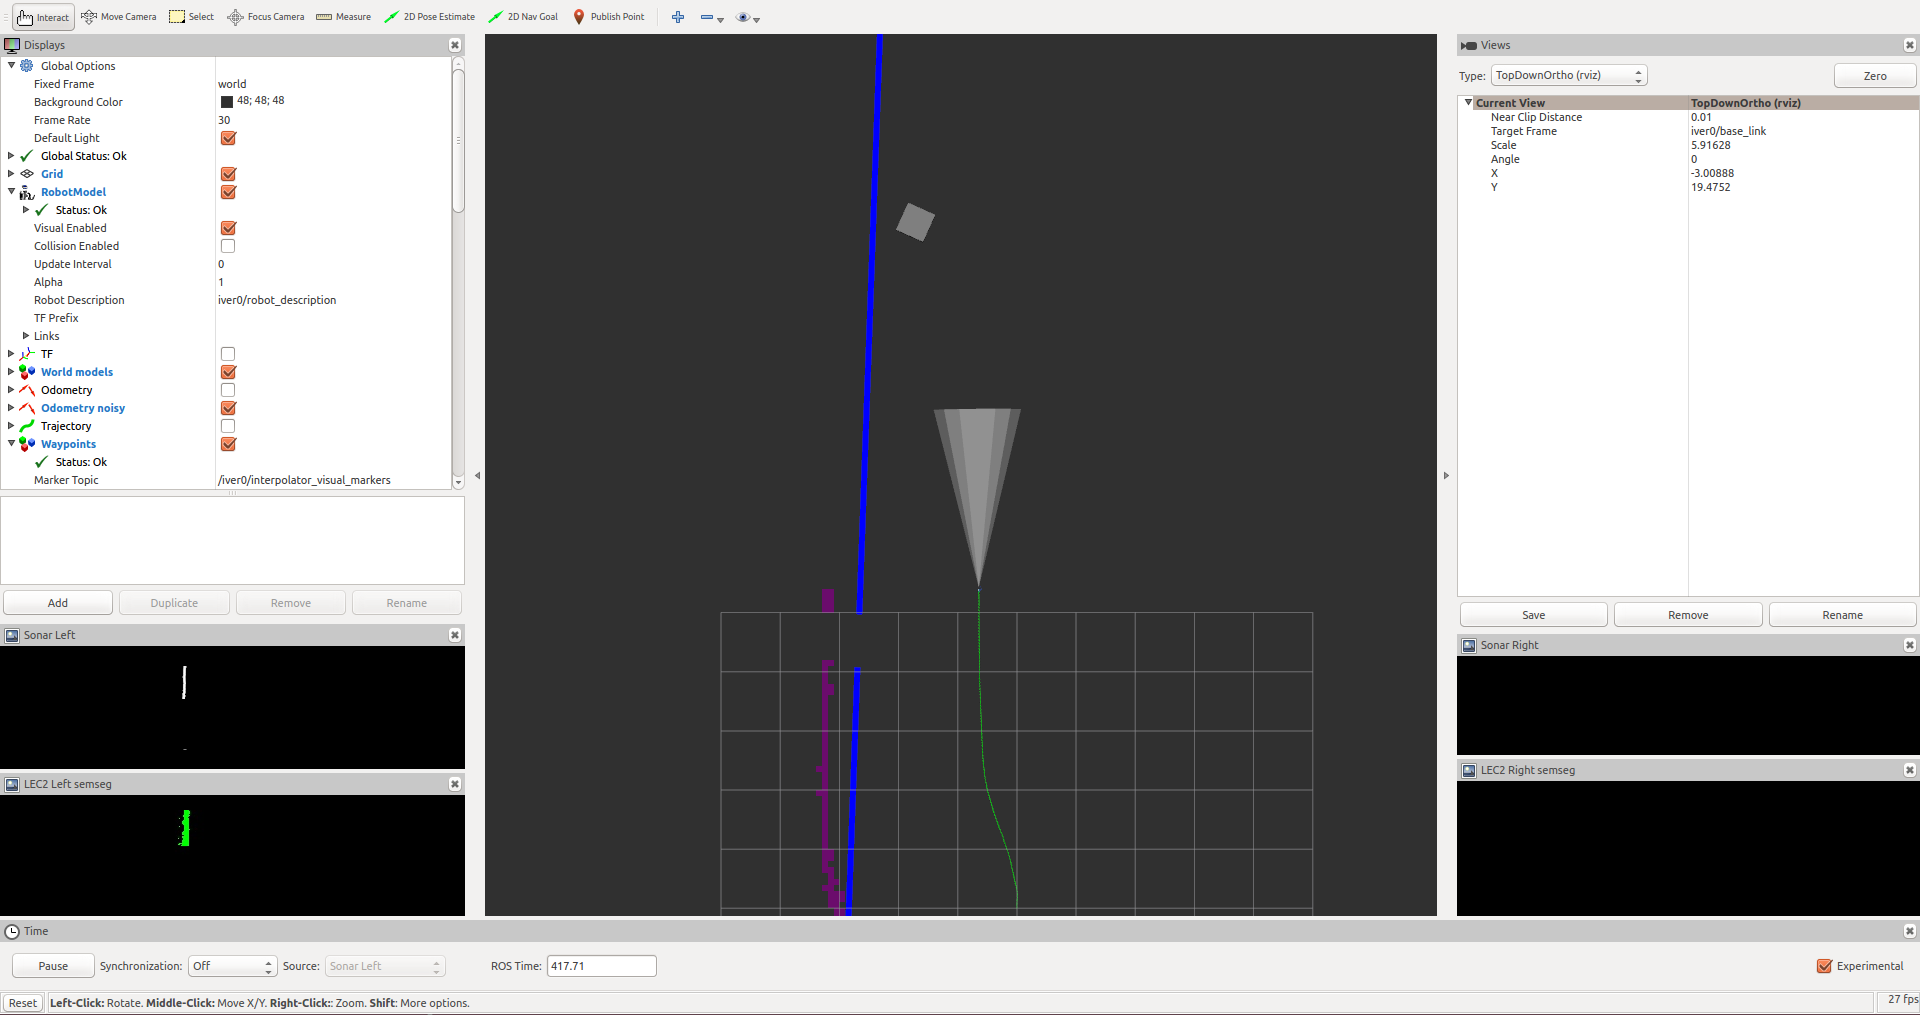 Interact Move Camera Select Focus Camera Measure 2D Pose Estimate 2D Nav Goal Publish Point
Displays
Global Options
Fixed Frame world
Background Color 48; 48; 48
Frame Rate 30
Default Light
Global Status: Ok
Grid
RobotModel
Status: Ok
Visual Enabled
Collision Enabled
Update Interval 0
Alpha 1
Robot Description iver0/robot_description
TF Prefix
Links
TF
World models
Odometry
Odometry noisy
Trajectory
Waypoints
Status: Ok
Marker Topic /iver0/interpolator_visual_markers
Add Duplicate Remove Rename
Sonar Left
LEC2 Left semseg
Views
Type: TopDownOrtho (rviz) Zero
Current View TopDownOrtho (rviz)
Near Clip Distance 0.01
Target Frame iver0/base_link
Scale 5.91628
Angle 0
X -3.00888
Y 19.4752
Save Remove Rename
Sonar Right
LEC2 Right semseg
Time
Pause Synchronization: Off Source: Sonar Left ROS Time: 417.71 Experimental
Reset Left-Click: Rotate. Middle-Click: Move X/Y. Right-Click:: Zoom. Shift: More options. 27 fps